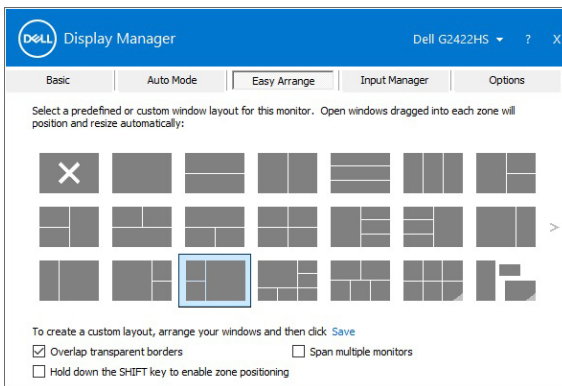 DELL Display Manager Dell G2422HS ? X
Basic Auto Mode Easy Arrange Input Manager Options
Select a predefined or custom window layout for this monitor. Open windows dragged into each zone will
position and resize automatically:
>
To create a custom layout, arrange your windows and then click Save
Overlap transparent borders Span multiple monitors
Hold down the SHIFT key to enable zone positioning